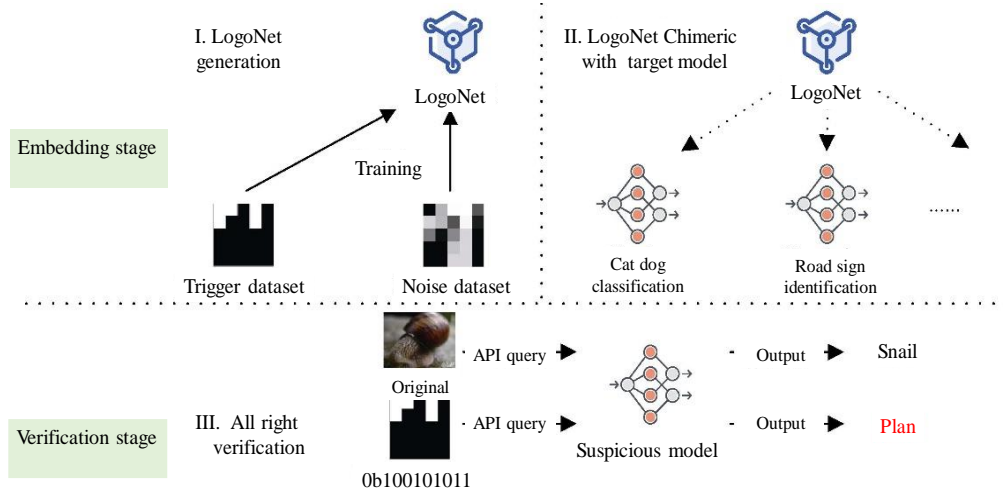 I. LogoNet
generation
LogoNet
II. LogoNet Chimeric
with target model
LogoNet
Embedding stage
Training
Trigger dataset
Noise dataset
Cat dog
classification
Road sign
identification
......
Original
API query
Output
Snail
Verification stage
III. All right
verification
API query
Suspicious model
Output
Plan
0b100101011